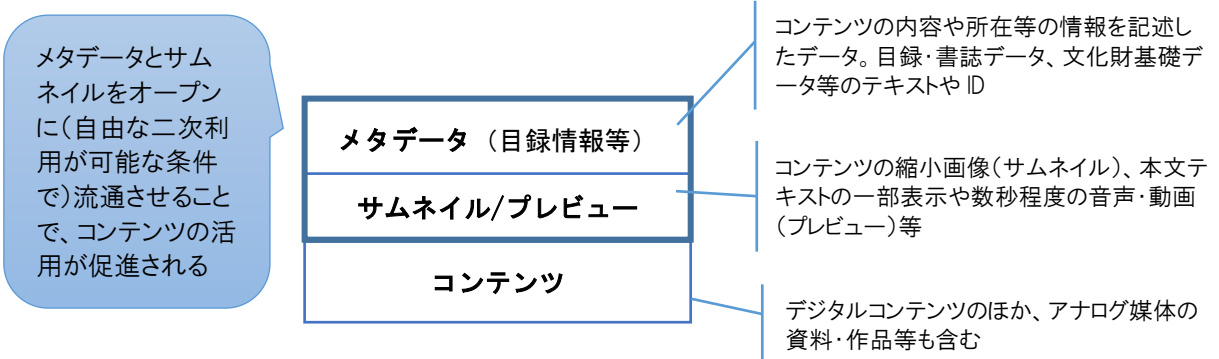 メタデータとサム
ネイルをオープン
に（自由な二次利
用が可能な条件
で）流通させること
で、コンテンツの活
用が促進される
メタデータ（目録情報等）
サムネイル/プレビュー
コンテンツ
コンテンツの内容や所在等の情報を記述し
たデータ。目録・書誌データ、文化財基礎デ
ータ等のテキストや ID
コンテンツの縮小画像（サムネイル）、本文テ
キストの一部表示や数秒程度の音声・動画
（プレビュー）等
デジタルコンテンツのほか、アナログ媒体の
資料・作品等も含む